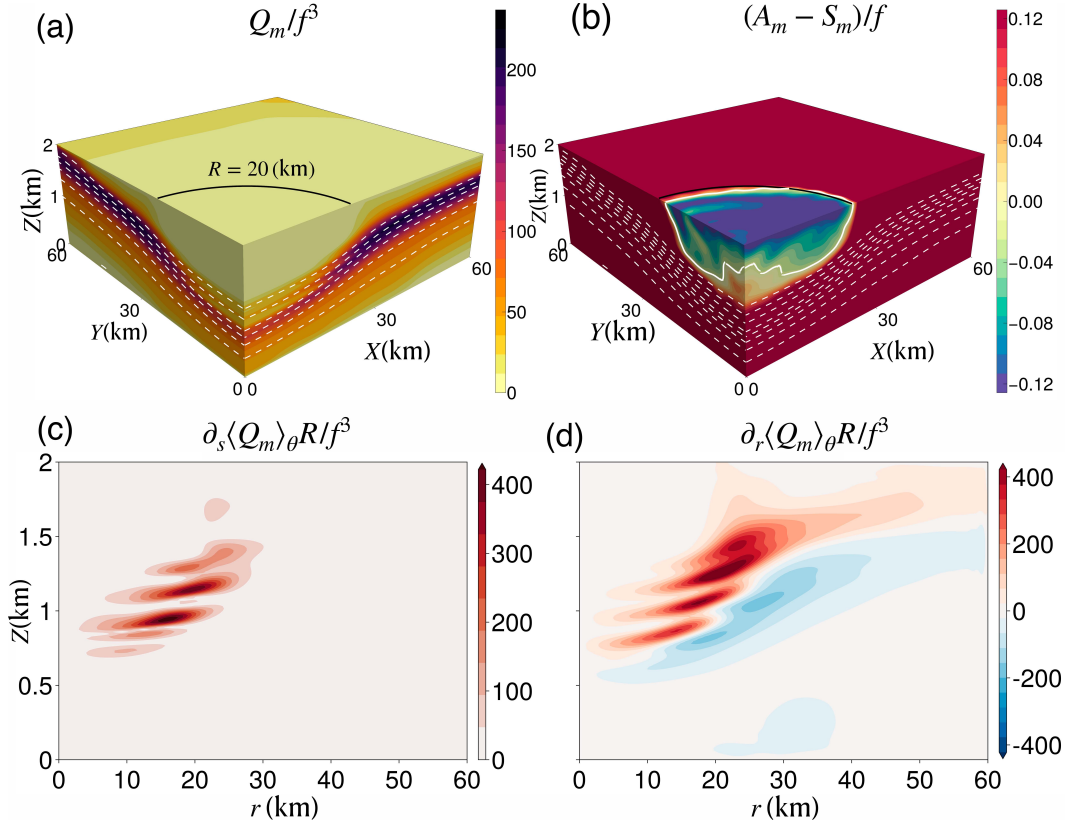 (a)
Q_m/f^3
200
150
100
50
0
2
1
0
Z(km)
R = 20 (km)
60
30
Y(km)
0 0
30
X(km)
60
(b)
(A_m − S_m)/f
0.12
0.08
0.04
0.00
−0.04
−0.08
−0.12
2
1
0
Z(km)
60
30
Y(km)
0 0
30
X(km)
60
(c)
∂_s⟨Q_m⟩_θR/f^3
2
1.5
1
0.5
0
Z(km)
0 10 20 30 40 50 60
r (km)
400
300
200
100
0
(d)
∂_r⟨Q_m⟩_θR/f^3
0 10 20 30 40 50 60
r (km)
400
200
0
-200
-400